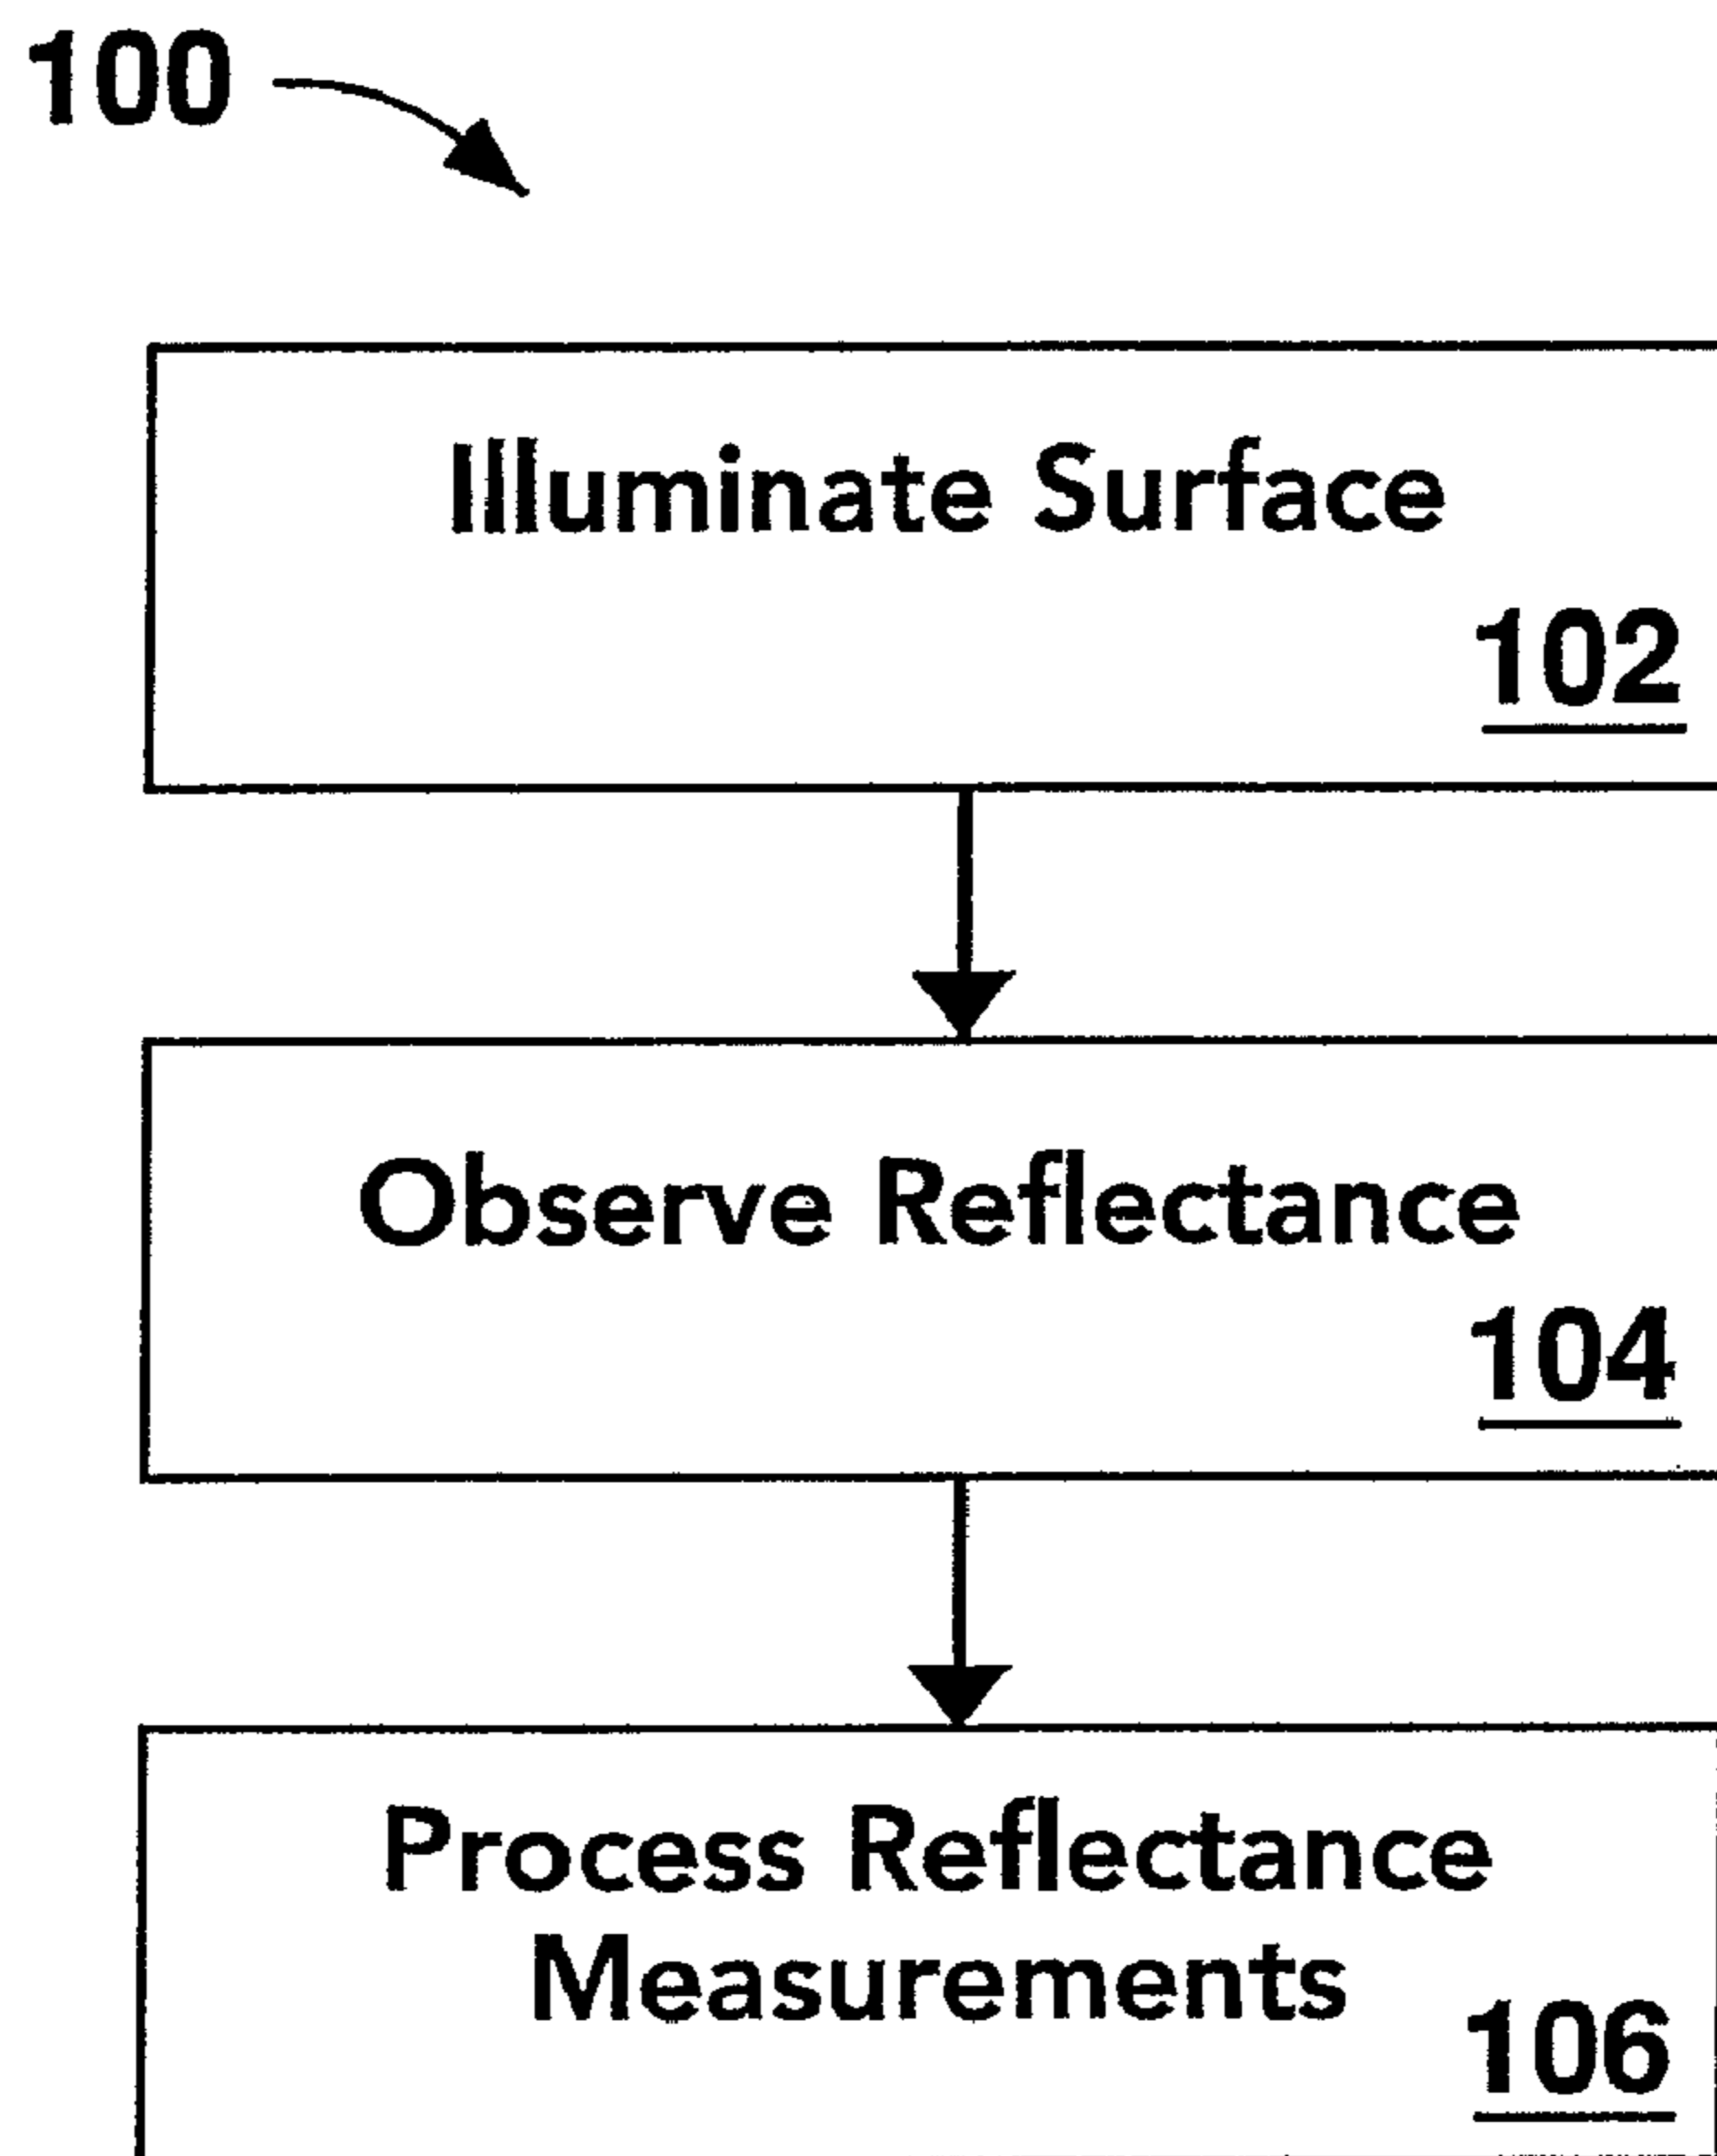 100
Illuminate Surface
102
Observe Reflectance
104
Process Reflectance
Measurements
106